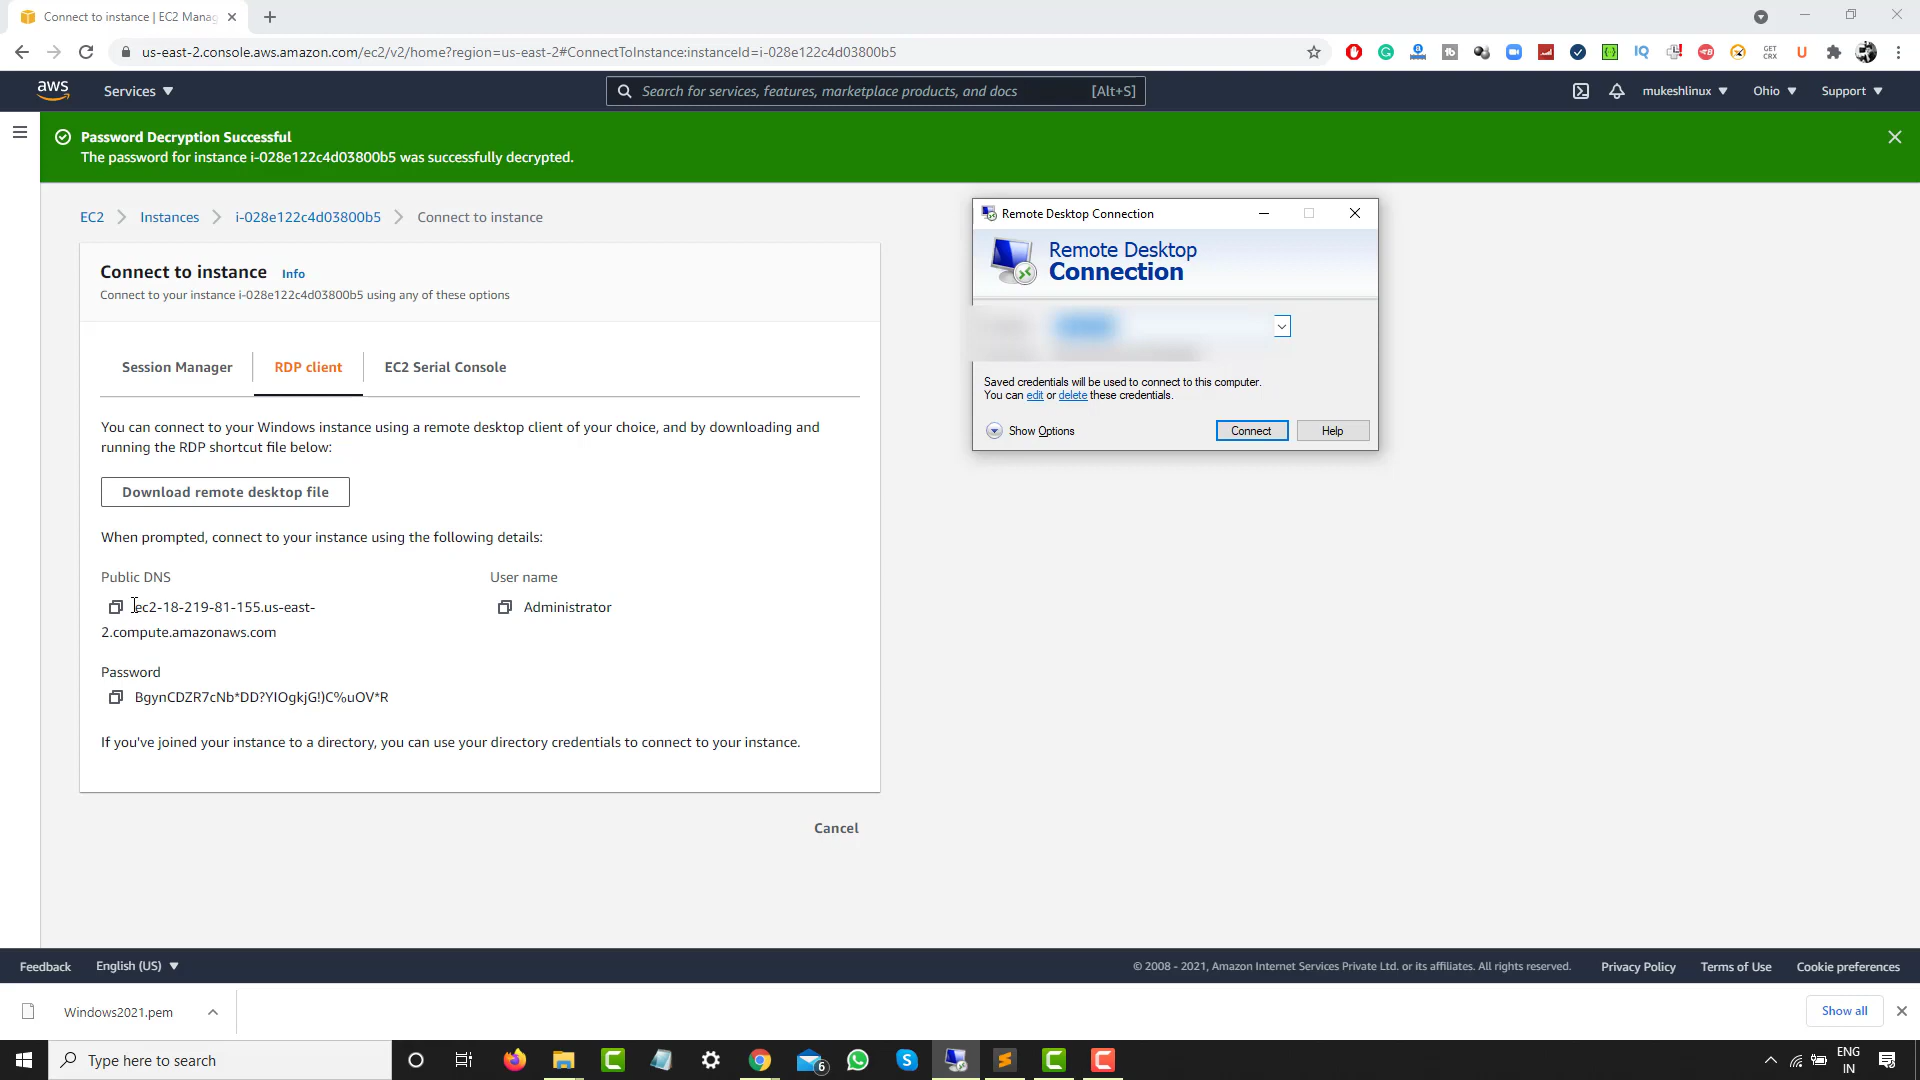 Connect to instance | EC2 Manag
us-east-2.console.aws.amazon.com/ec2/v2/home?region=us-east-2#ConnectToInstance:instanceId=i-028e122c4d03800b5
aws
Services
Search for services, features, marketplace products, and docs
[Alt+S]
mukeshlinux
Ohio
Support
Password Decryption Successful
The password for instance i-028e122c4d03800b5 was successfully decrypted.
EC2 Instances i-028e122c4d03800b5 Connect to instance
Connect to instance Info
Connect to your instance i-028e122c4d03800b5 using any of these options
Session Manager
RDP client
EC2 Serial Console
You can connect to your Windows instance using a remote desktop client of your choice, and by downloading and
running the RDP shortcut file below:
Download remote desktop file
When prompted, connect to your instance using the following details:
Public DNS
ec2-18-219-81-155.us-east-
2.compute.amazonaws.com
User name
Administrator
Password
BgynCDZR7cNb*DD?YIOgkjG!)C%uOV*R
If you've joined your instance to a directory, you can use your directory credentials to connect to your instance.
Cancel
Remote Desktop Connection
Remote Desktop
Connection
Saved credentials will be used to connect to this computer.
You can edit or delete these credentials.
Show Options
Connect
Help
Feedback
English (US)
© 2008 - 2021, Amazon Internet Services Private Ltd. or its affiliates. All rights reserved.
Privacy Policy
Terms of Use
Cookie preferences
Windows2021.pem
Show all
Type here to search
6
ENG
IN